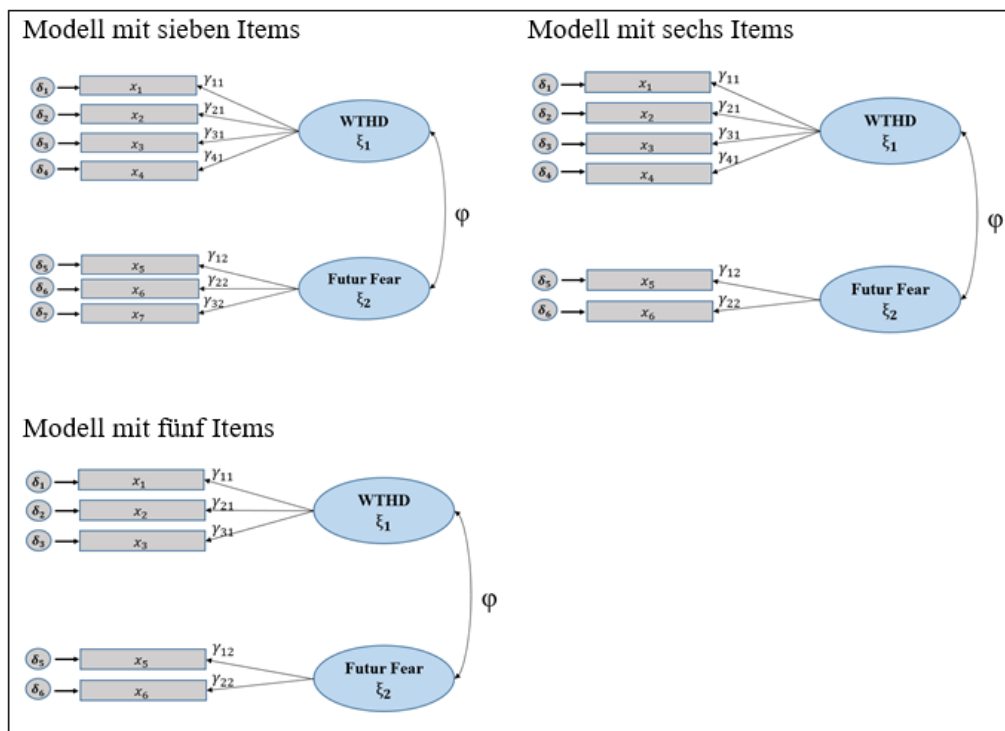 Modell mit sieben Items
δ₁ x₁ γ₁₁
δ₂ x₂ γ₂₁
δ₃ x₃ γ₃₁
δ₄ x₄ γ₄₁
WTHD
ξ₁
φ
δ₅ x₅ γ₁₂
δ₆ x₆ γ₂₂
δ₇ x₇ γ₃₂
Futur Fear
ξ₂
Modell mit sechs Items
δ₁ x₁ γ₁₁
δ₂ x₂ γ₂₁
δ₃ x₃ γ₃₁
δ₄ x₄ γ₄₁
WTHD
ξ₁
φ
δ₅ x₅ γ₁₂
δ₆ x₆ γ₂₂
Futur Fear
ξ₂
Modell mit fünf Items
δ₁ x₁ γ₁₁
δ₂ x₂ γ₂₁
δ₃ x₃ γ₃₁
WTHD
ξ₁
φ
δ₅ x₅ γ₁₂
δ₆ x₆ γ₂₂
Futur Fear
ξ₂